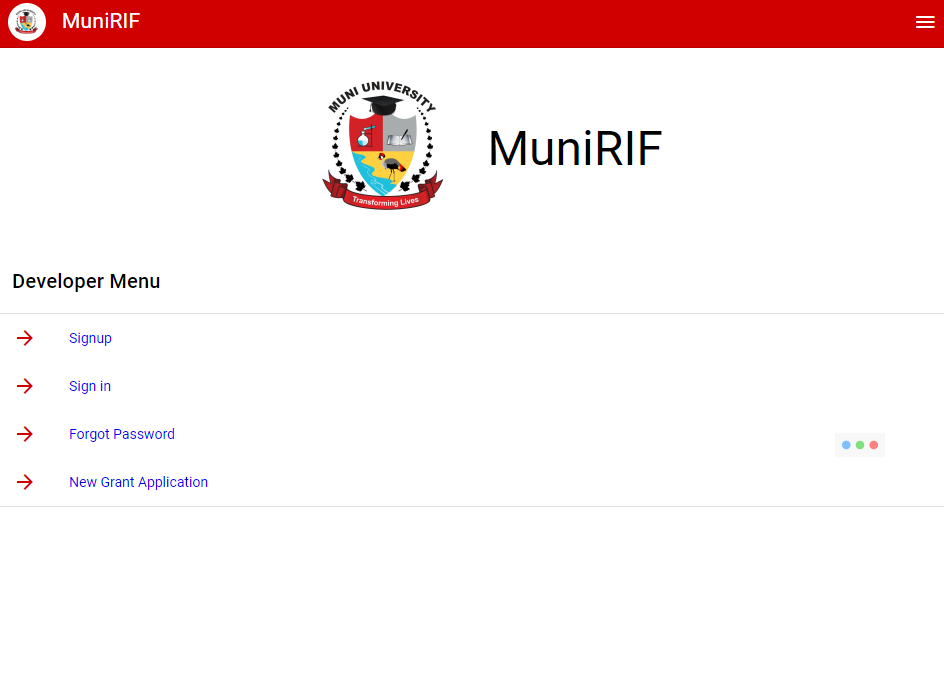 MuniRIF
MUNI UNIVERSITY
Transforming Lives
MuniRIF
Developer Menu
Signup
Sign in
Forgot Password
New Grant Application